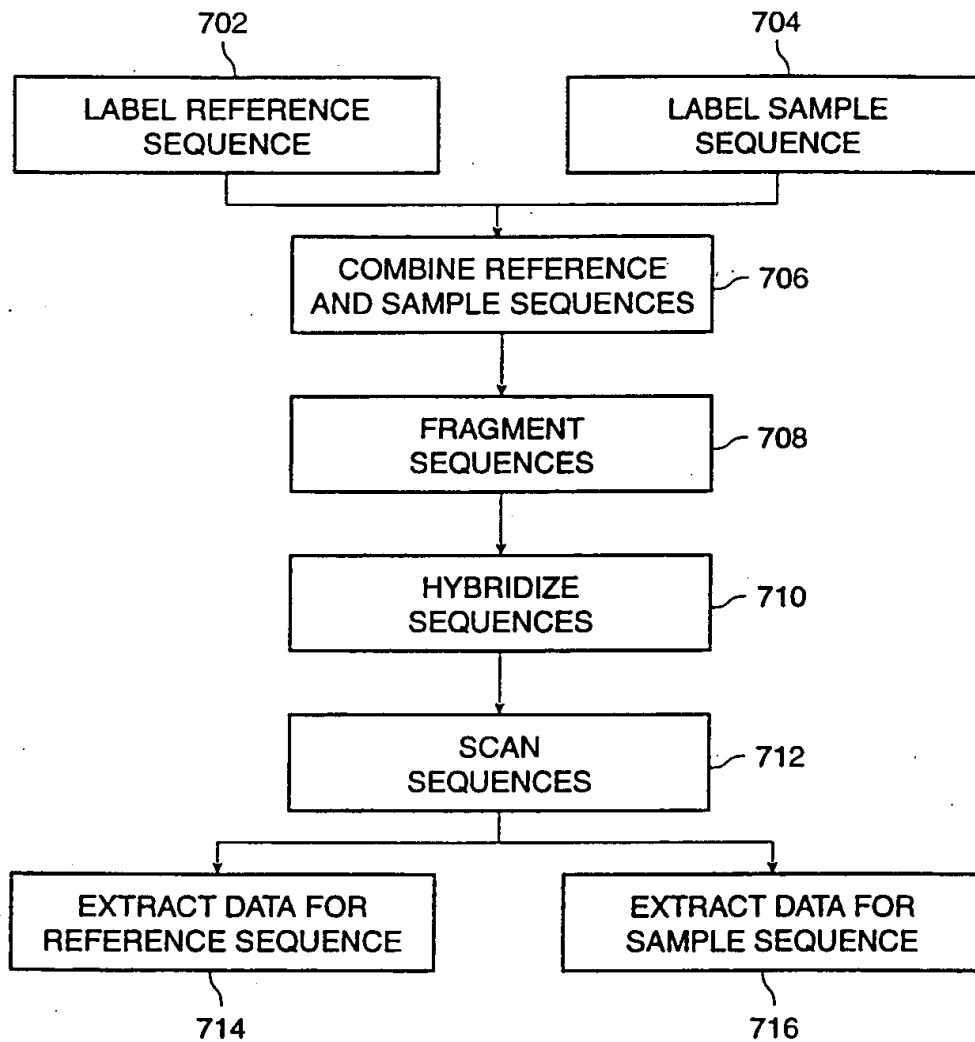 702
704
LABEL REFERENCE
SEQUENCE
LABEL SAMPLE
SEQUENCE
COMBINE REFERENCE
AND SAMPLE SEQUENCES
706
FRAGMENT
SEQUENCES
708
HYBRIDIZE
SEQUENCES
710
SCAN
SEQUENCES
712
EXTRACT DATA FOR
REFERENCE SEQUENCE
EXTRACT DATA FOR
SAMPLE SEQUENCE
714
716